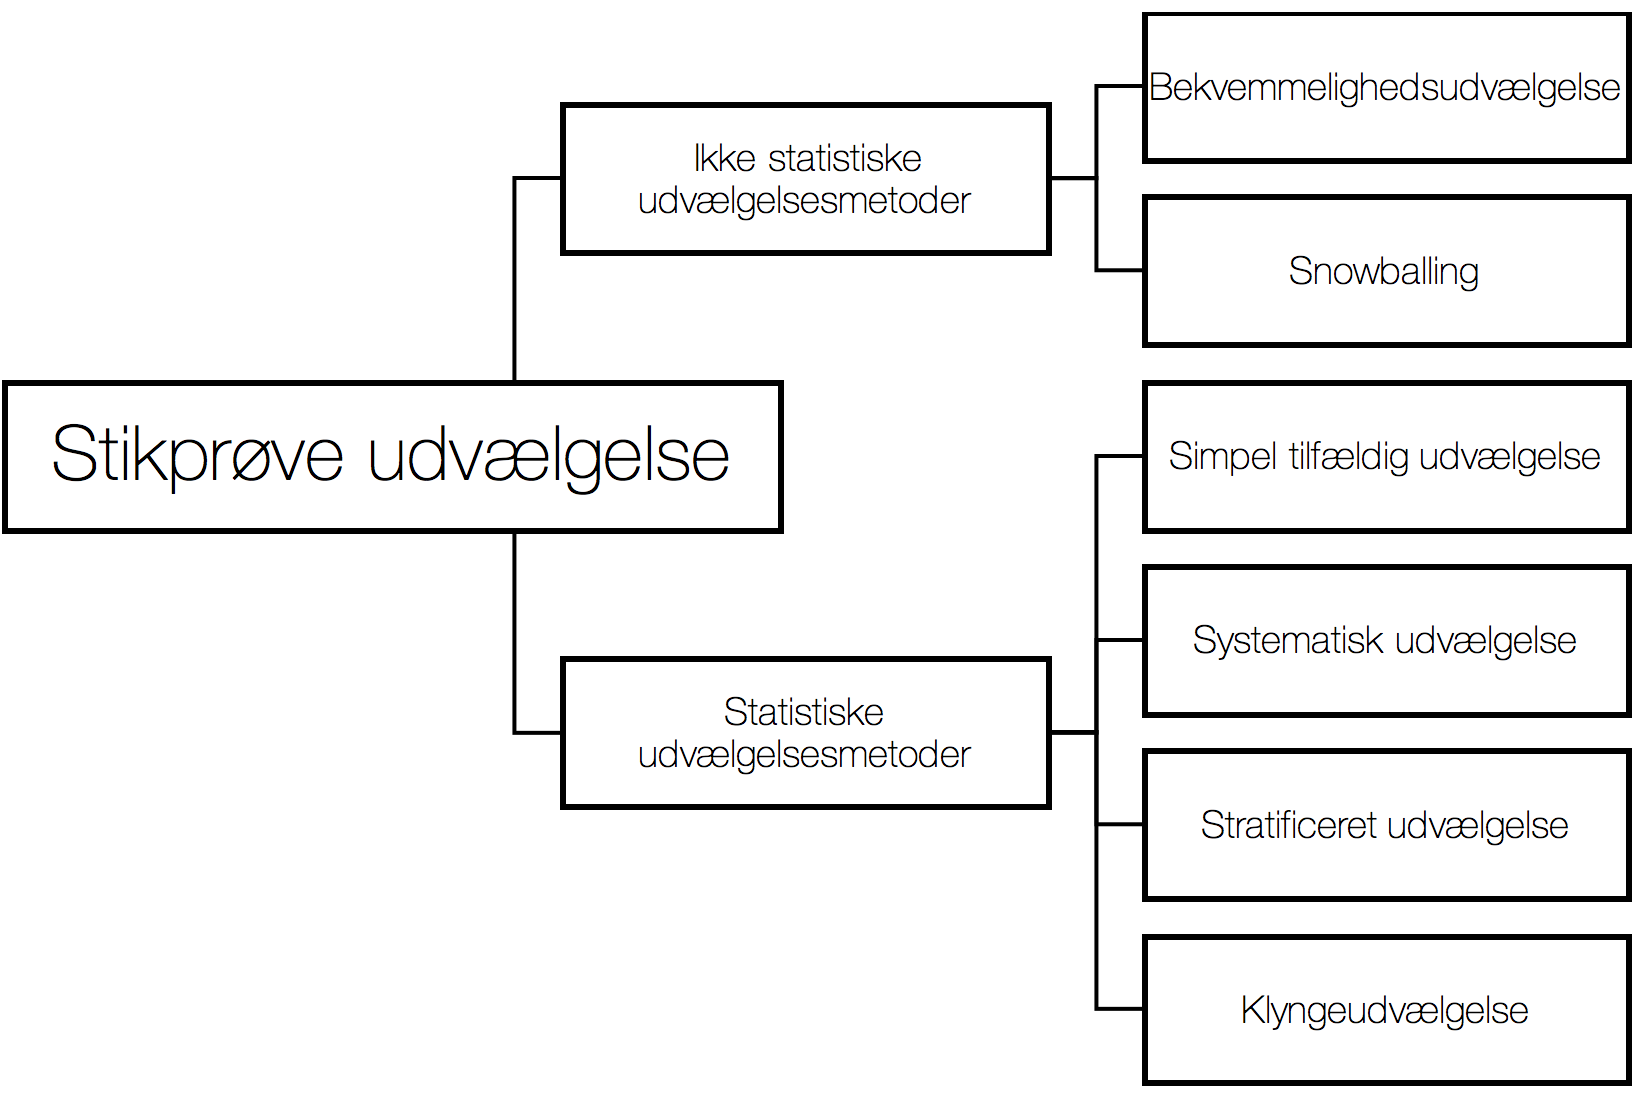 Stikprøve udvælgelse
Ikke statistiske
udvælgelsesmetoder
Bekvemmelighedsudvælgelse
Snowballing
Statistiske
udvælgelsesmetoder
Simpel tilfældig udvælgelse
Systematisk udvælgelse
Stratificeret udvælgelse
Klyngeudvælgelse